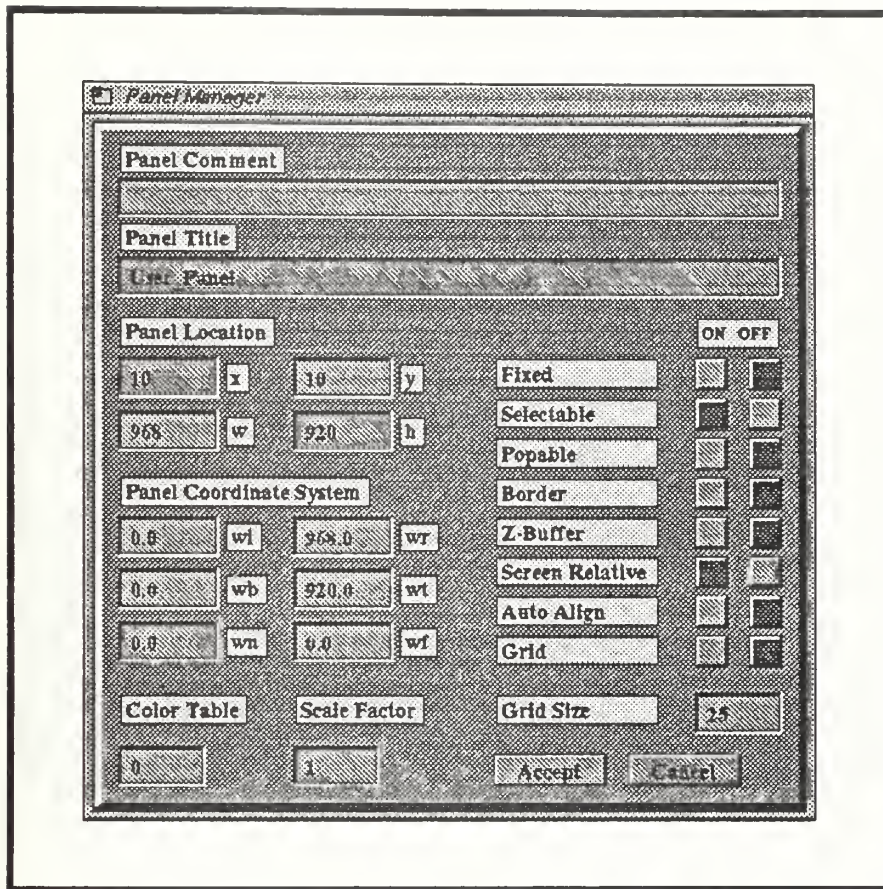 Panel Manager
Panel Comment
Panel Title
User Panel
Panel Location
ON OFF
10 x 10 y
Fixed
968 w 920 h
Selectable
Popable
Panel Coordinate System
Border
0.0 wl 968.0 wr
Z-Buffer
0.0 wb 920.0 wt
Screen Relative
Auto Align
0.0 wn 0.0 wf
Grid
Color Table Scale Factor
Grid Size 25
0 1
Accept Cancel